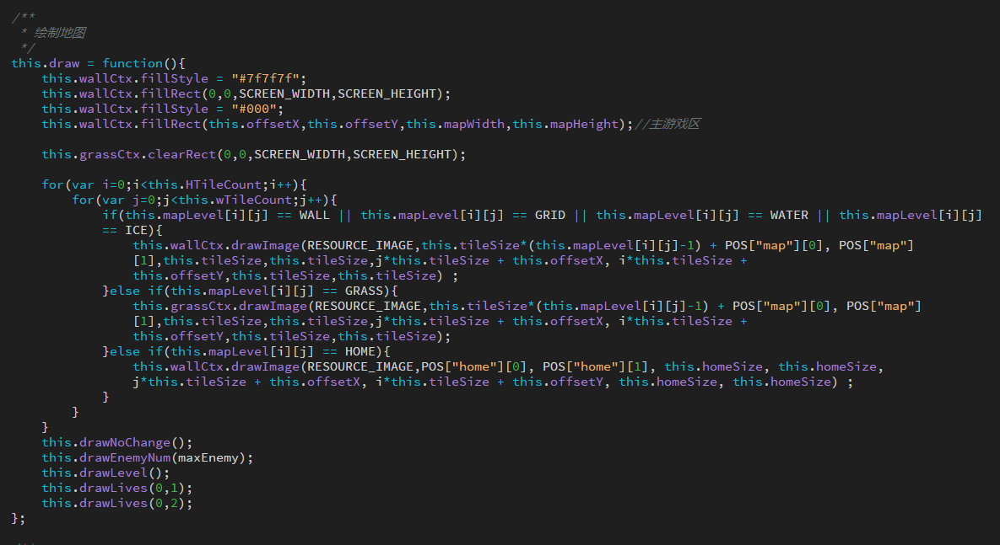 /**
 * 绘制地图
 */
this.draw = function(){
    this.wallCtx.fillStyle = "#7f7f7f";
    this.wallCtx.fillRect(0,0,SCREEN_WIDTH,SCREEN_HEIGHT);
    this.wallCtx.fillStyle = "#000";
    this.wallCtx.fillRect(this.offsetX,this.offsetY,this.mapWidth,this.mapHeight);//主游戏区
    this.grassCtx.clearRect(0,0,SCREEN_WIDTH,SCREEN_HEIGHT);
    for(var i=0;i<this.HTileCount;i++){
        for(var j=0;j<this.wTileCount;j++){
            if(this.mapLevel[i][j] == WALL || this.mapLevel[i][j] == GRID || this.mapLevel[i][j] == WATER || this.mapLevel[i][j]
            == ICE){
                this.wallCtx.drawImage(RESOURCE_IMAGE,this.tileSize*(this.mapLevel[i][j]-1) + POS["map"][0], POS["map"]
                [1],this.tileSize,this.tileSize,j*this.tileSize + this.offsetX, i*this.tileSize +
                this.offsetY,this.tileSize,this.tileSize) ;
            }else if(this.mapLevel[i][j] == GRASS){
                this.grassCtx.drawImage(RESOURCE_IMAGE,this.tileSize*(this.mapLevel[i][j]-1) + POS["map"][0], POS["map"]
                [1],this.tileSize,this.tileSize,j*this.tileSize + this.offsetX, i*this.tileSize +
                this.offsetY,this.tileSize,this.tileSize);
            }else if(this.mapLevel[i][j] == HOME){
                this.wallCtx.drawImage(RESOURCE_IMAGE,POS["home"][0], POS["home"][1], this.homeSize, this.homeSize,
                j*this.tileSize + this.offsetX, i*this.tileSize + this.offsetY, this.homeSize, this.homeSize) ;
            }
        }
    }
    this.drawNoChange();
    this.drawEnemyNum(maxEnemy);
    this.drawLevel();
    this.drawLives(0,1);
    this.drawLives(0,2);
};